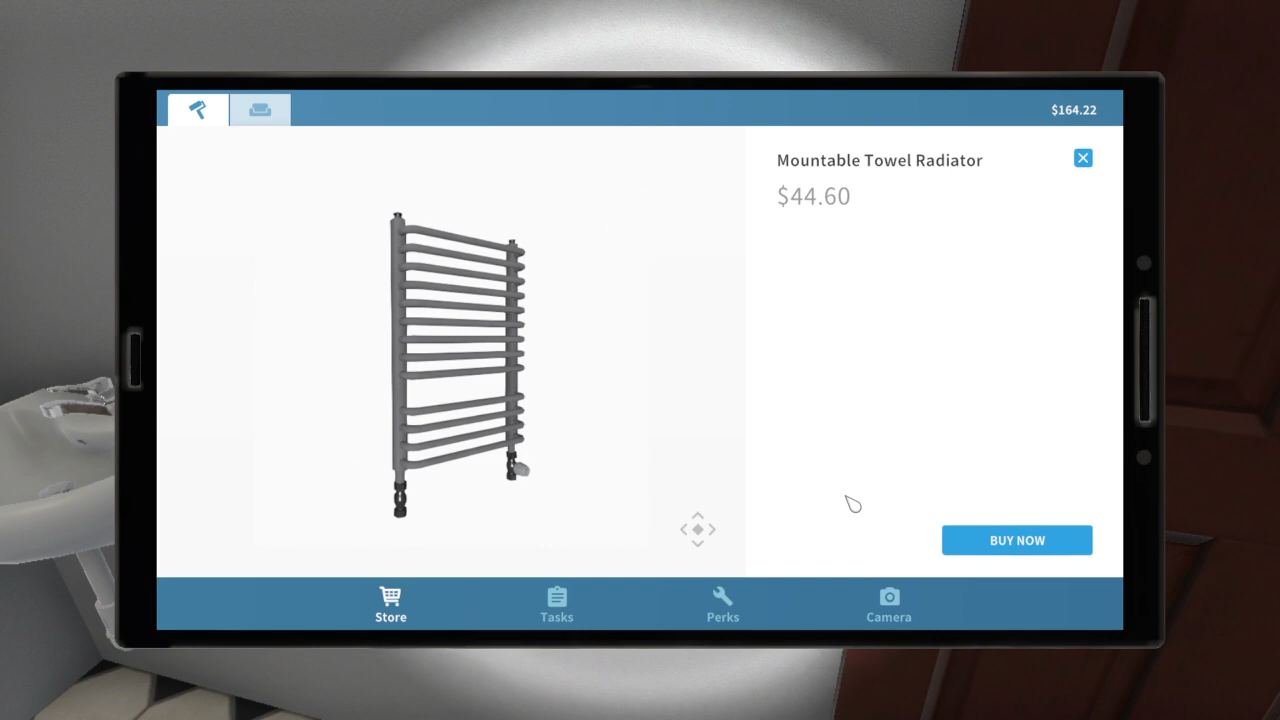 $164.22
Mountable Towel Radiator
$44.60
BUY NOW
Store
Tasks
Perks
Camera